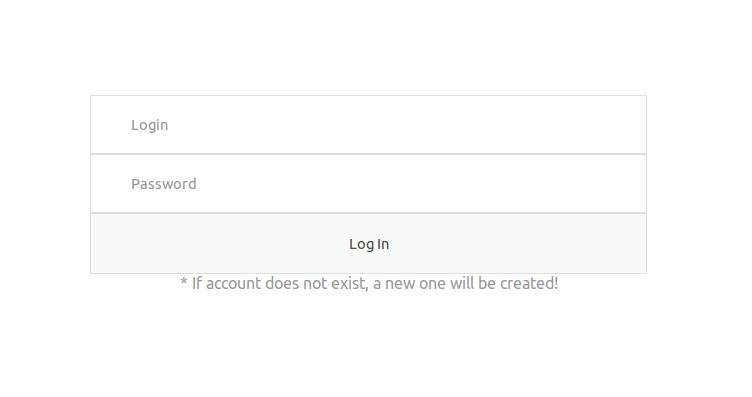 Login
Password
Log In
* If account does not exist, a new one will be created!